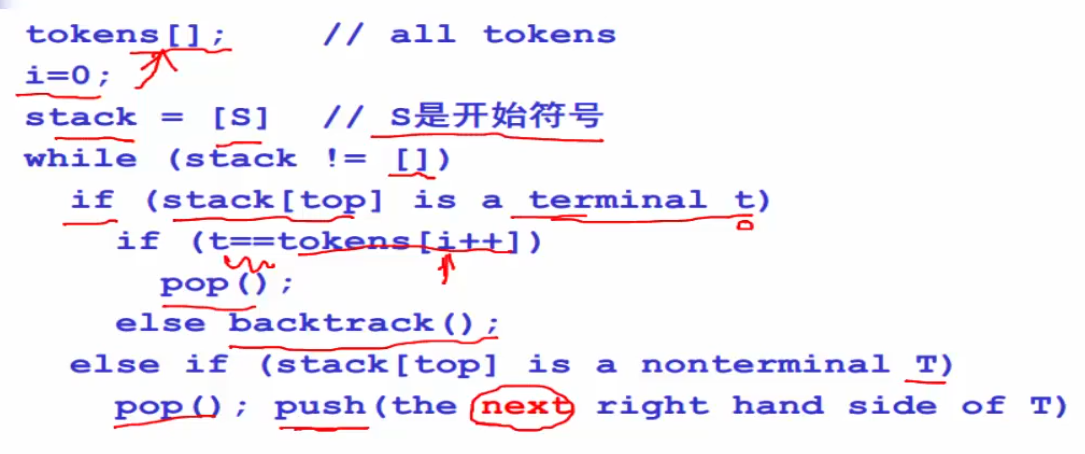 tokens[];     // all tokens
i=0;
stack = [S]   // S是开始符号
while (stack != [])
  if (stack[top] is a terminal t)
    if (t==tokens[i++])
      pop();
    else backtrack();
  else if (stack[top] is a nonterminal T)
    pop(); push(the next right hand side of T)